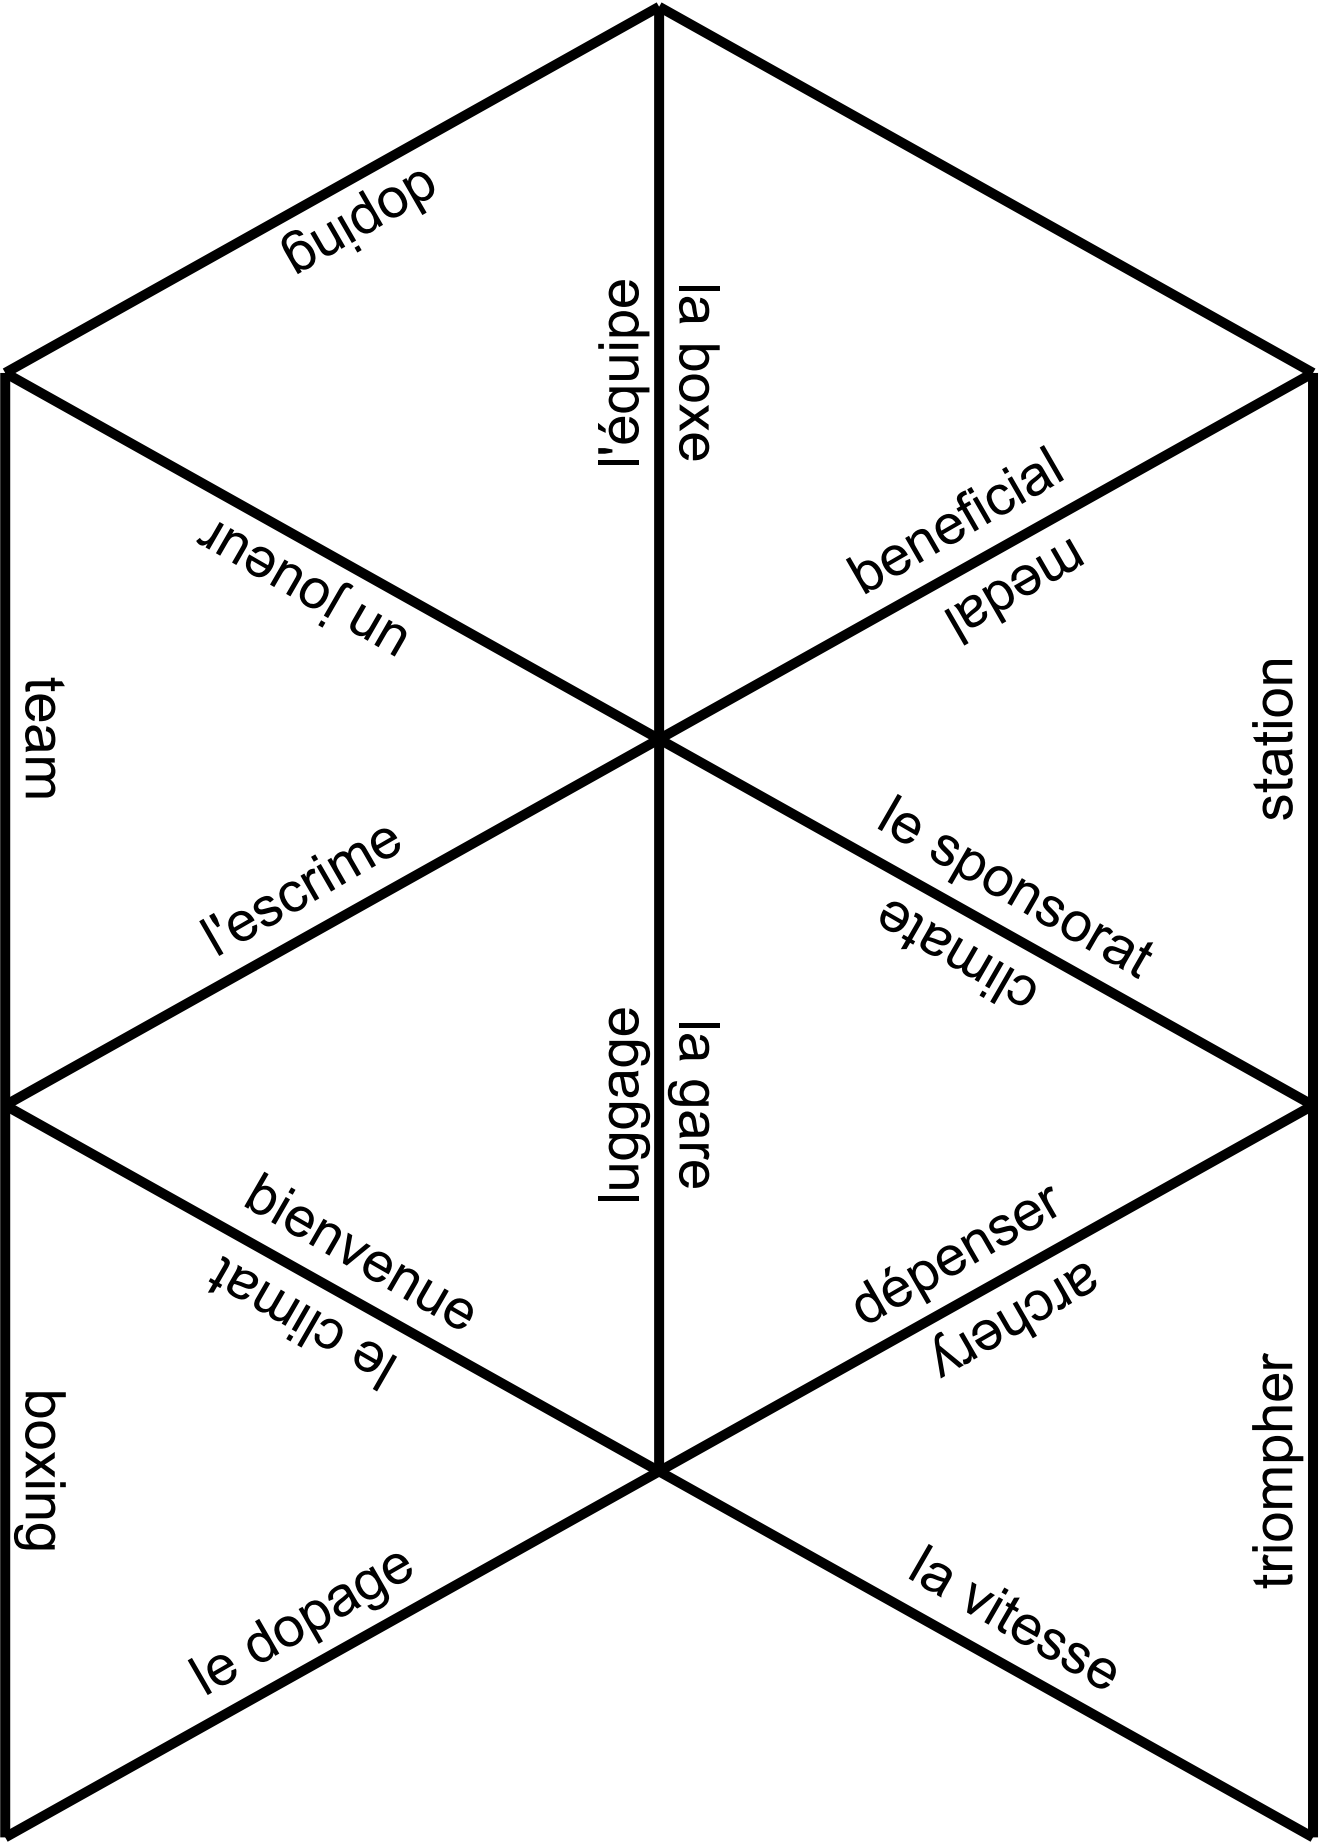 doping
l'équipe
la boxe
beneficial
medal
un joueur
team
station
l'escrime
le sponsorat
climate
luggage
la gare
bienvenue
le climat
dépenser
archery
boxing
triompher
le dopage
la vitesse